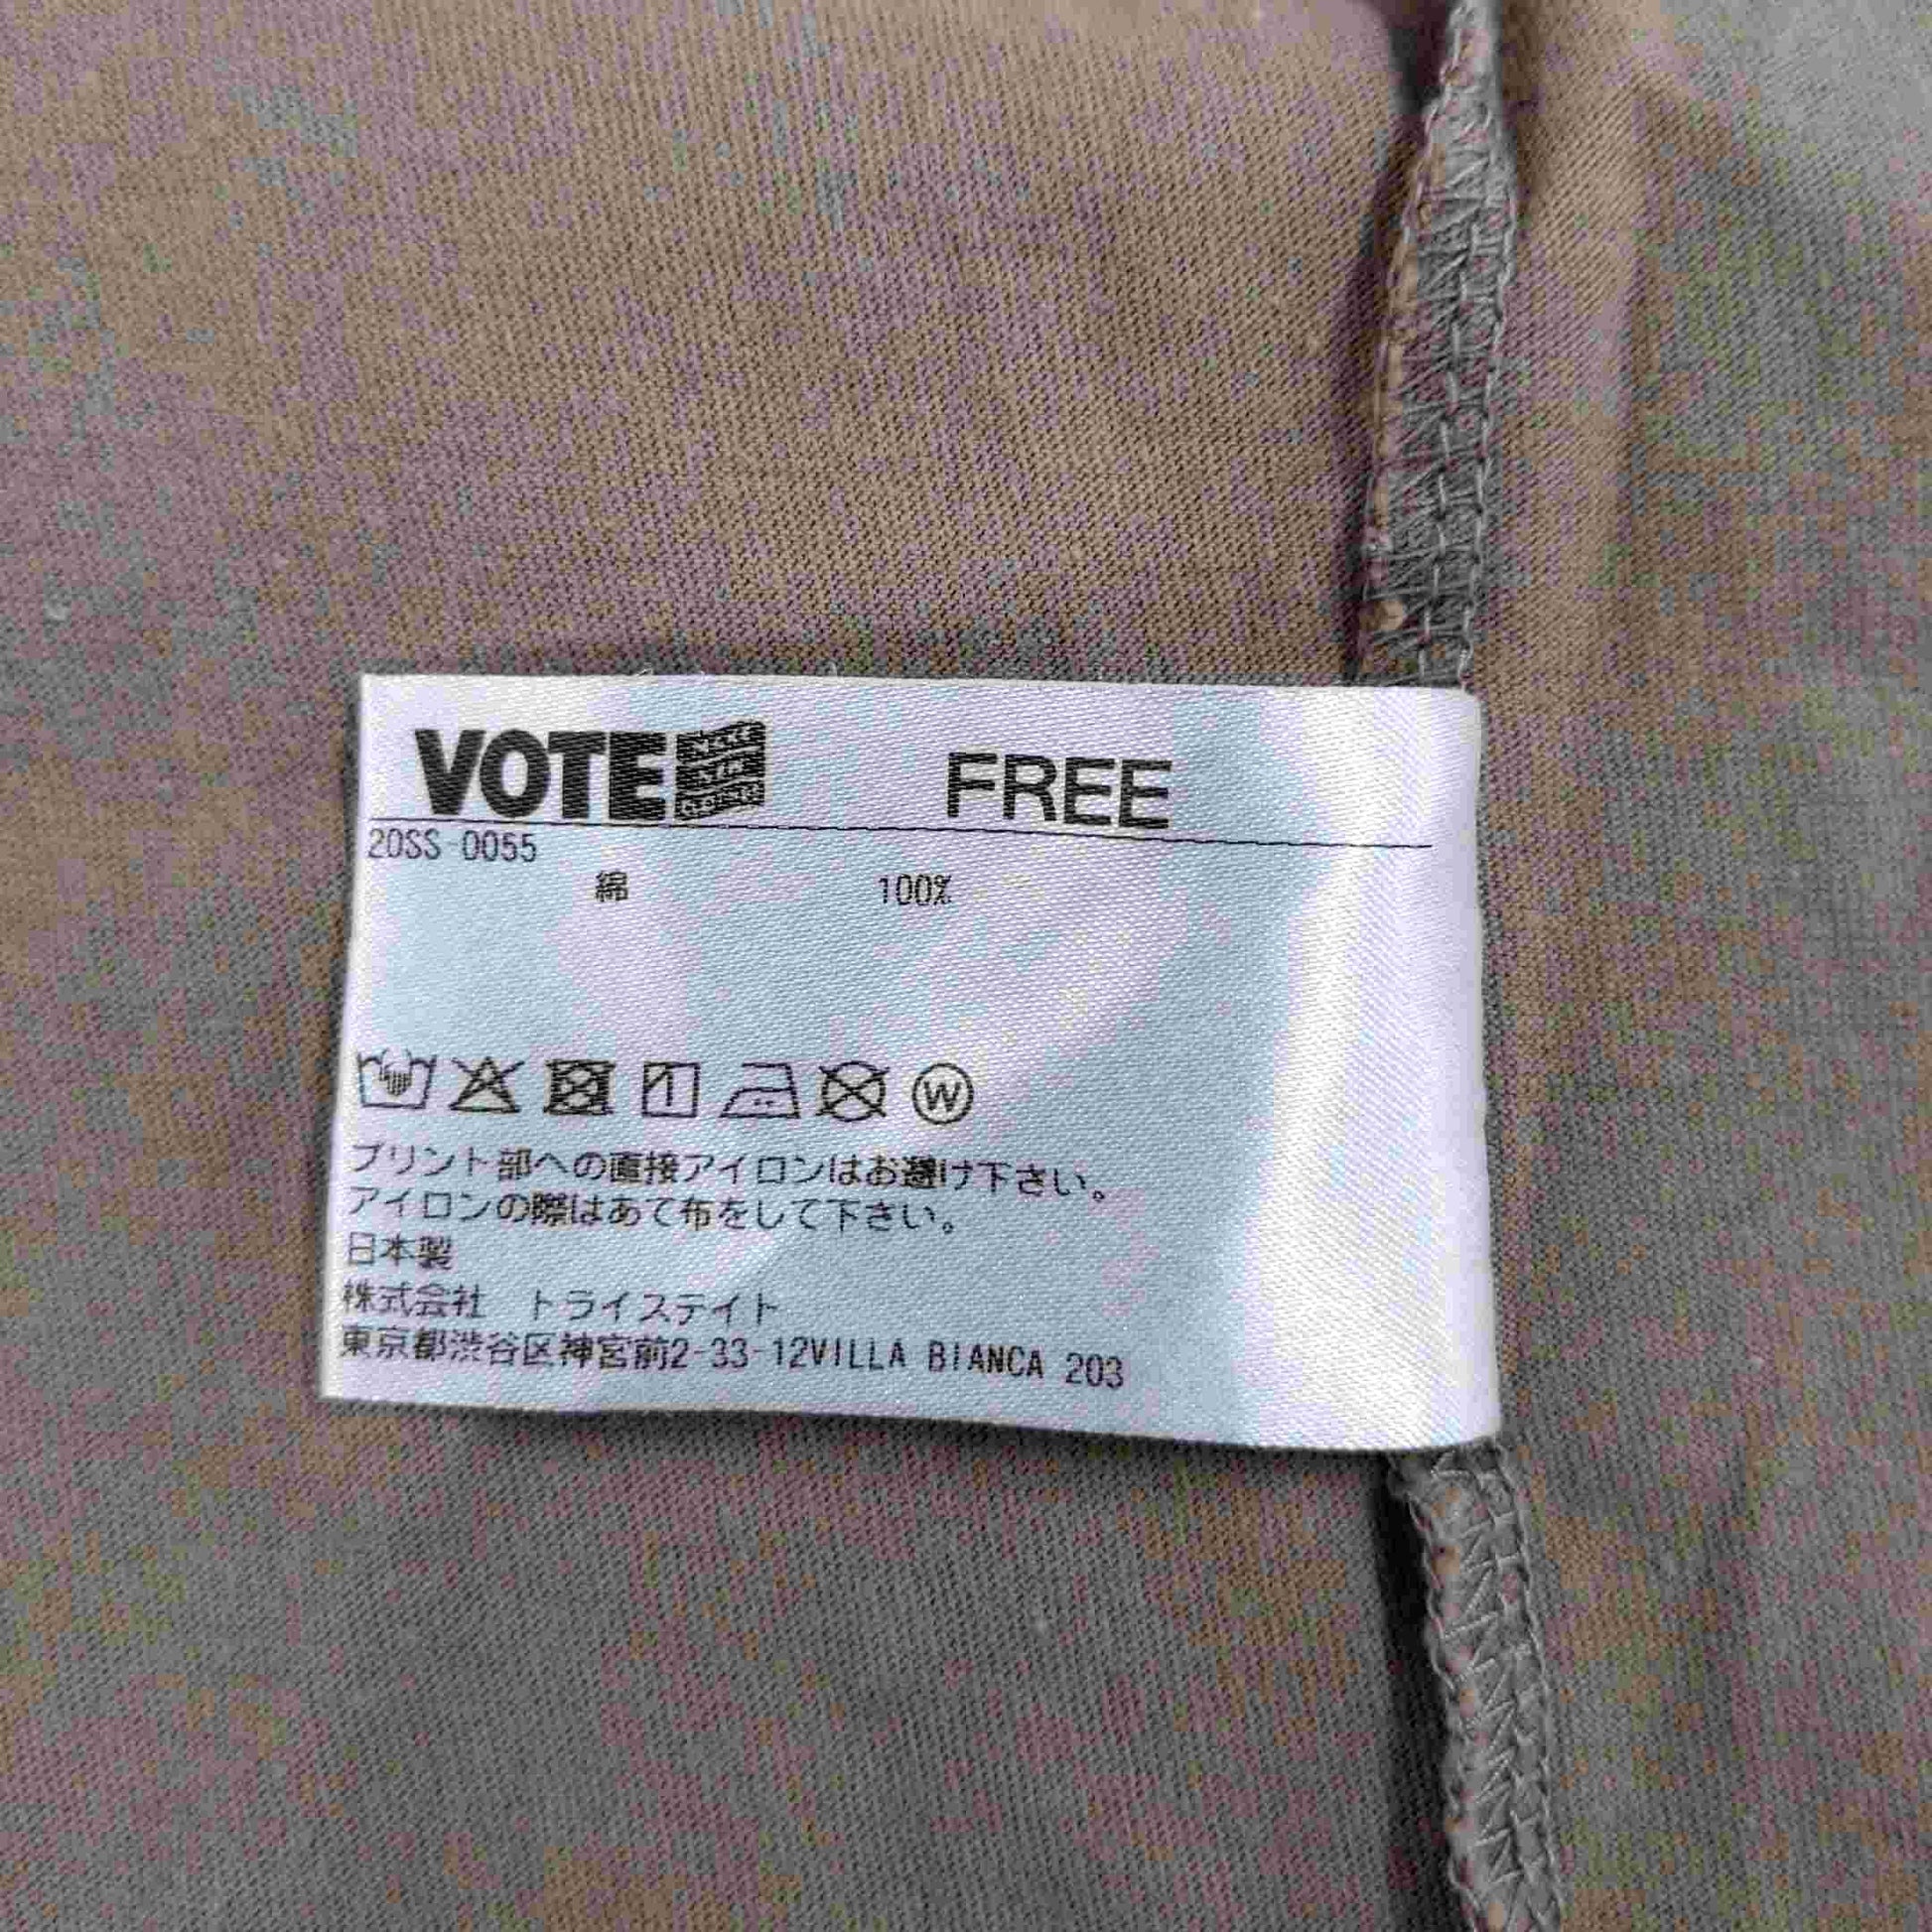 VOTE MAKE NEW CLOTHES FREE
20SS 0055
綿 100%
W
プリント部への直接アイロンはお避け下さい。
アイロンの際はあて布をして下さい。
日本製
株式会社 トライステイト
東京都渋谷区神宮前2-33-12VILLA BIANCA 203